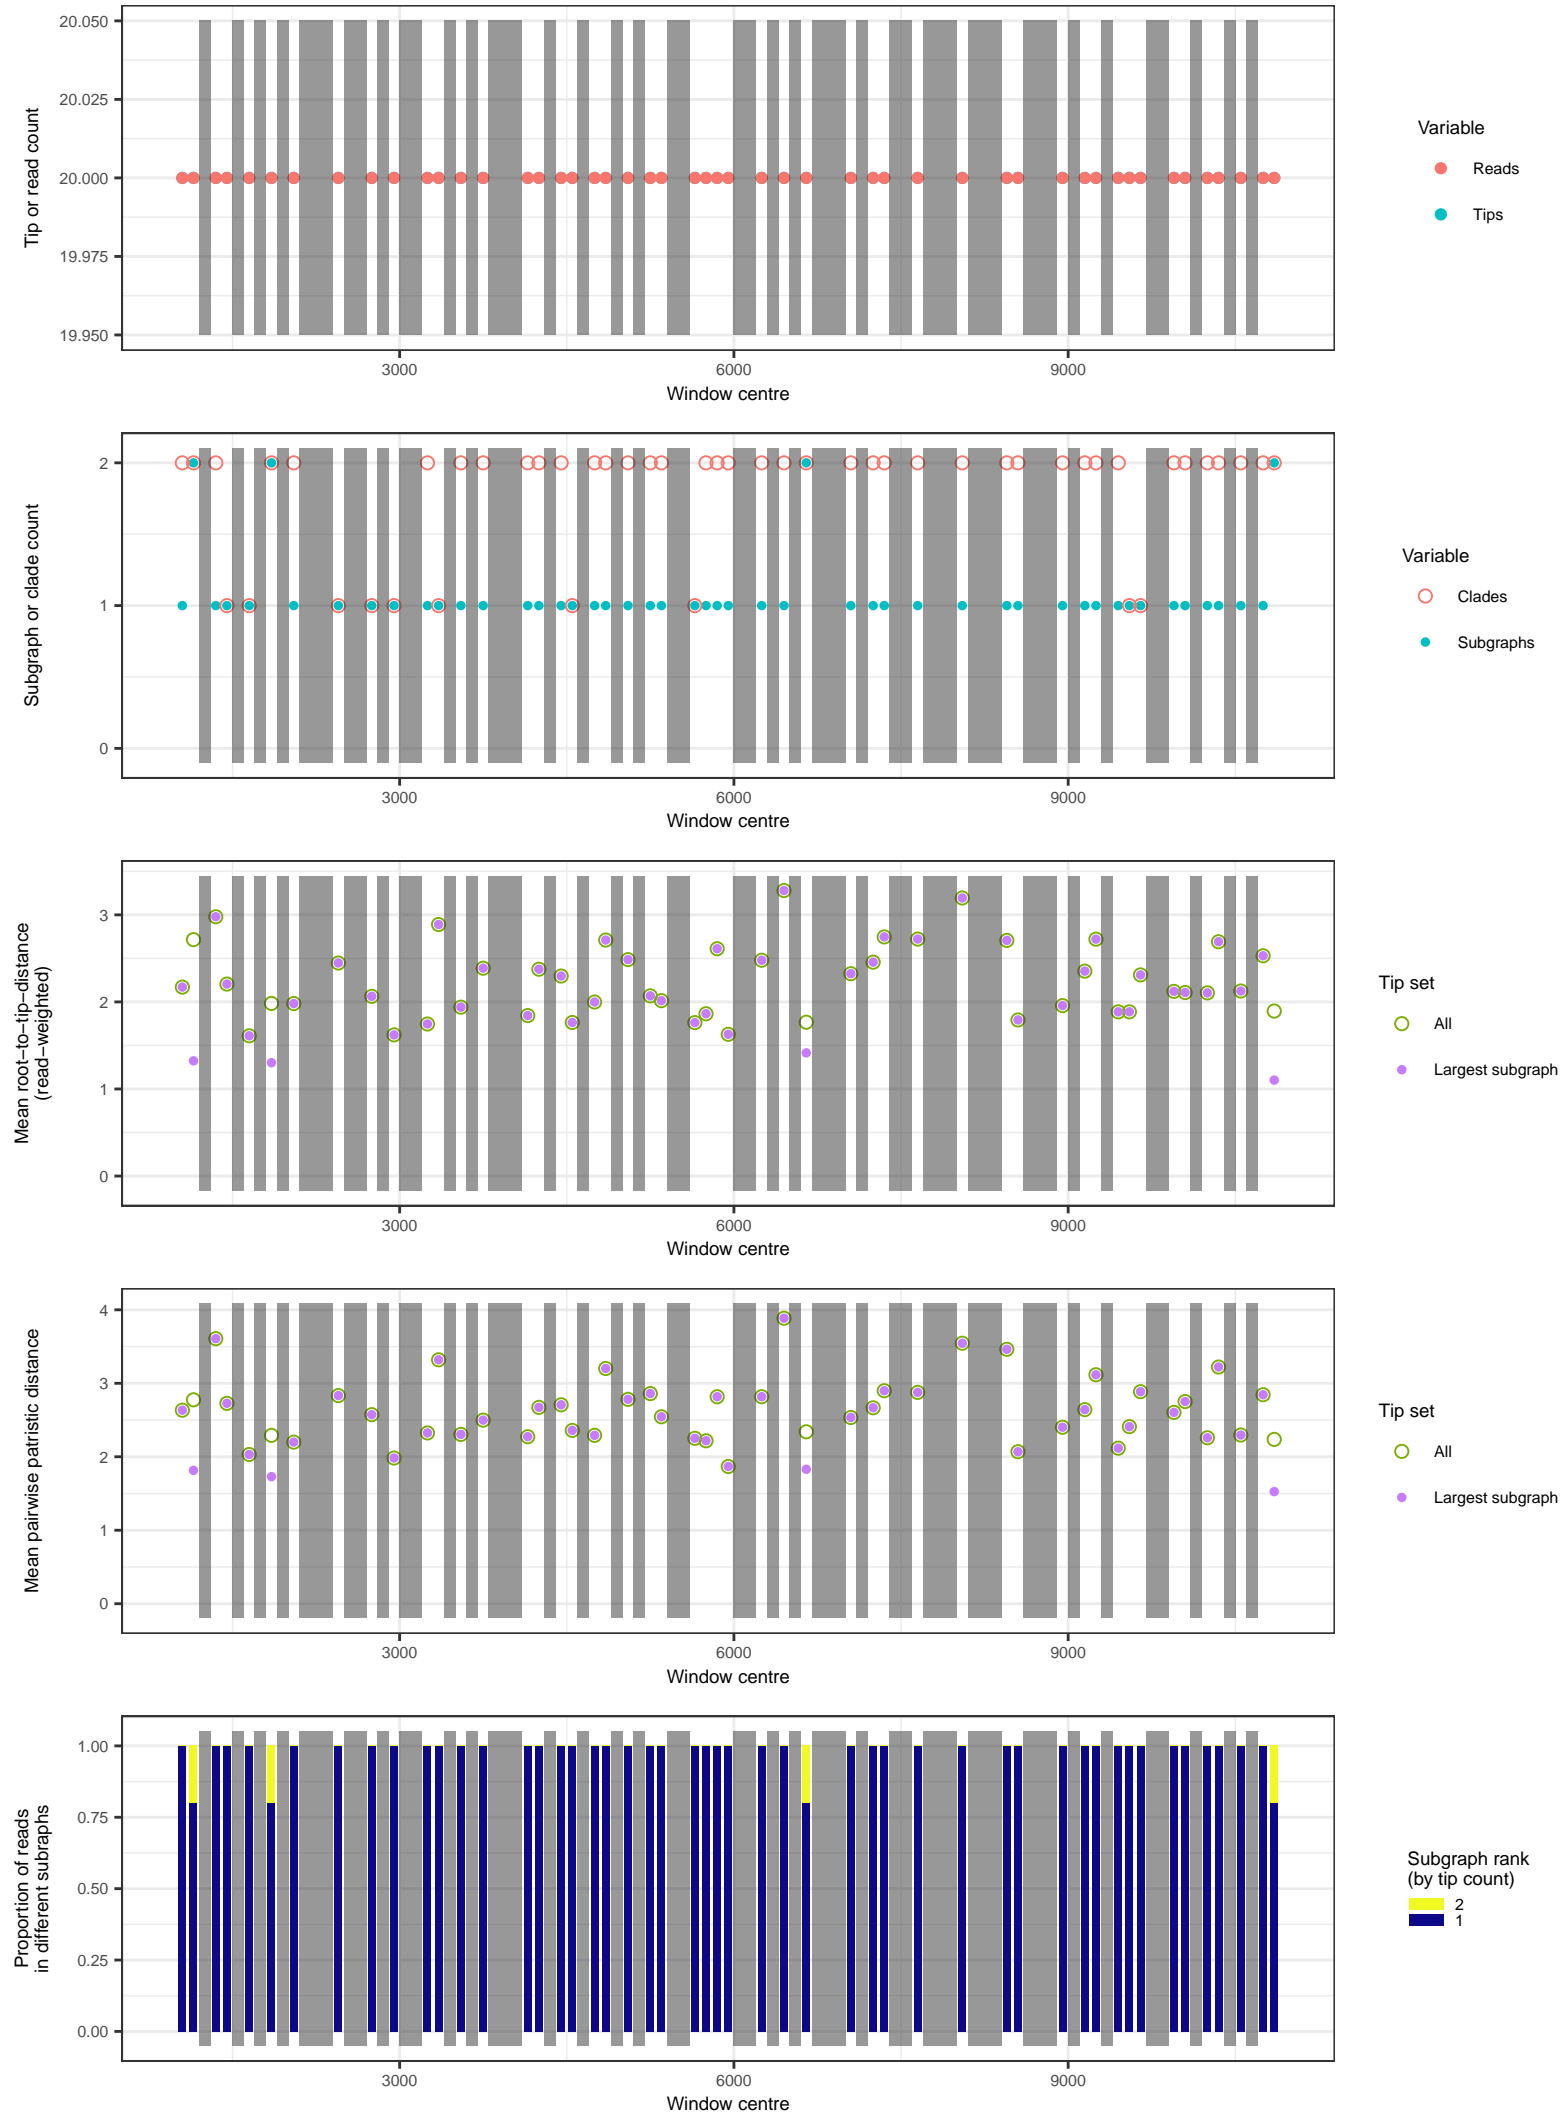 20.050
20.025
20.000
19.975
19.950
Tip or read count
3000
6000
9000
Window centre
Variable
Reads
Tips
2
1
0
Subgraph or clade count
3000
6000
9000
Window centre
Variable
Clades
Subgraphs
3
2
1
0
Mean root−to−tip−distance
(read−weighted)
3000
6000
9000
Window centre
Tip set
All
Largest subgraph
4
3
2
1
0
Mean pairwise patristic distance
3000
6000
9000
Window centre
Tip set
All
Largest subgraph
1.00
0.75
0.50
0.25
0.00
Proportion of reads
in different subraphs
3000
6000
9000
Window centre
Subgraph rank
(by tip count)
2
1